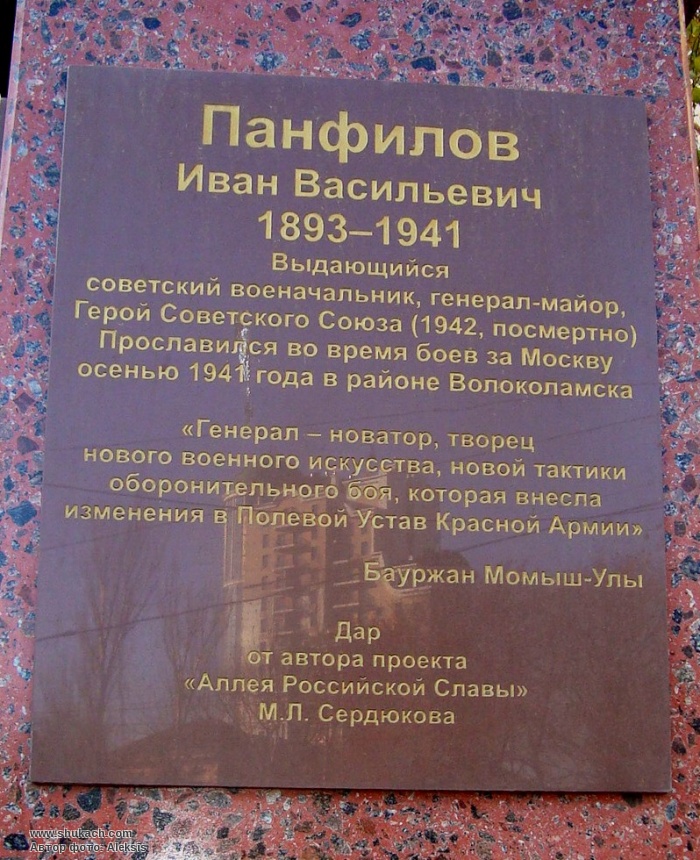 Панфилов
Иван Васильевич
1893–1941
Выдающийся
советский военачальник, генерал-майор,
Герой Советского Союза (1942, посмертно)
Прославился во время боев за Москву
осенью 1941 года в районе Волоколамска
«Генерал – новатор, творец
нового военного искусства, новой тактики
оборонительного боя, которая внесла
изменения в Полевой Устав Красной Армии»
Бауржан Момыш-Улы
Дар
от автора проекта
«Аллея Российской Славы»
М.Л. Сердюкова
www.shukach.com
Автор фото: Aleksts